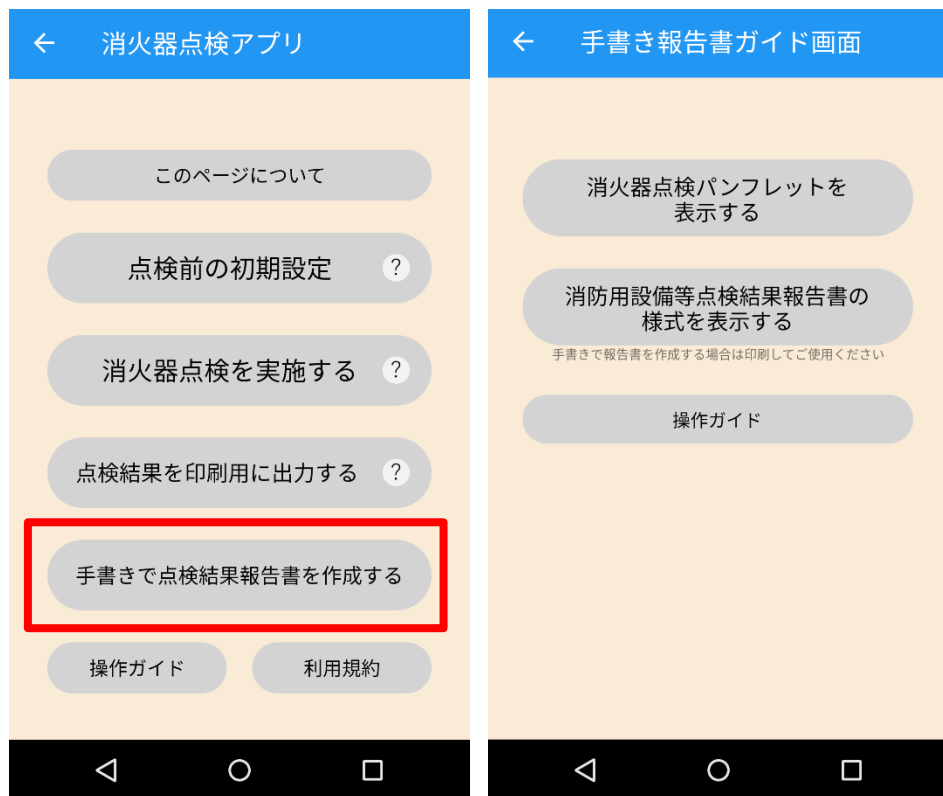 消火器点検アプリ
このページについて
点検前の初期設定 ?
消火器点検を実施する ?
点検結果を印刷用に出力する ?
手書きで点検結果報告書を作成する
操作ガイド 利用規約
手書き報告書ガイド画面
消火器点検パンフレットを
表示する
消防用設備等点検結果報告書の
様式を表示する
手書きで報告書を作成する場合は印刷してご使用ください
操作ガイド